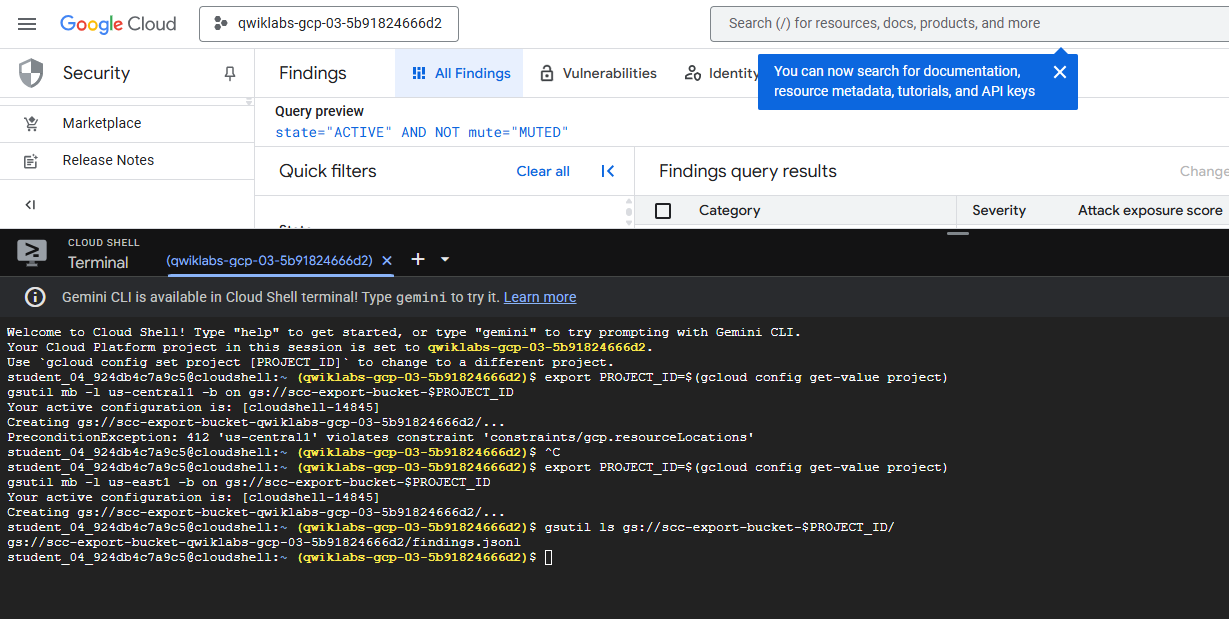 Google Cloud
qwiklabs-gcp-03-5b91824666d2
Search (/) for resources, docs, products, and more
Security
Findings
All Findings
Vulnerabilities
Identity
You can now search for documentation,
resource metadata, tutorials, and API keys
Marketplace
Release Notes
Query preview
state="ACTIVE" AND NOT mute="MUTED"
Quick filters
Clear all
Findings query results
Change
Category
Severity
Attack exposure score
CLOUD SHELL
Terminal
(qwiklabs-gcp-03-5b91824666d2)
Gemini CLI is available in Cloud Shell terminal! Type gemini to try it. Learn more
Welcome to Cloud Shell! Type "help" to get started, or type "gemini" to try prompting with Gemini CLI.
Your Cloud Platform project in this session is set to qwiklabs-gcp-03-5b91824666d2.
Use `gcloud config set project [PROJECT_ID]` to change to a different project.
student_04_924db4c7a9c5@cloudshell:~ (qwiklabs-gcp-03-5b91824666d2)$ export PROJECT_ID=$(gcloud config get-value project)
gsutil mb -l us-central1 -b on gs://scc-export-bucket-$PROJECT_ID
Your active configuration is: [cloudshell-14845]
Creating gs://scc-export-bucket-qwiklabs-gcp-03-5b91824666d2/...
PreconditionException: 412 'us-central1' violates constraint 'constraints/gcp.resourceLocations'
student_04_924db4c7a9c5@cloudshell:~ (qwiklabs-gcp-03-5b91824666d2)$ ^C
student_04_924db4c7a9c5@cloudshell:~ (qwiklabs-gcp-03-5b91824666d2)$ export PROJECT_ID=$(gcloud config get-value project)
gsutil mb -l us-east1 -b on gs://scc-export-bucket-$PROJECT_ID
Your active configuration is: [cloudshell-14845]
Creating gs://scc-export-bucket-qwiklabs-gcp-03-5b91824666d2/...
student_04_924db4c7a9c5@cloudshell:~ (qwiklabs-gcp-03-5b91824666d2)$ gsutil ls gs://scc-export-bucket-$PROJECT_ID/
gs://scc-export-bucket-qwiklabs-gcp-03-5b91824666d2/findings.jsonl
student_04_924db4c7a9c5@cloudshell:~ (qwiklabs-gcp-03-5b91824666d2)$